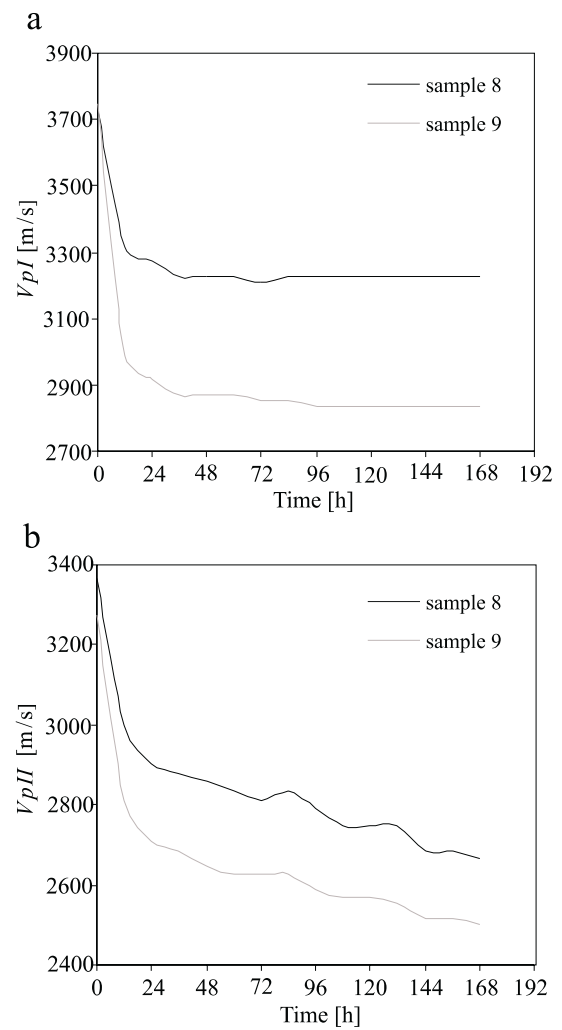 a
3900
3700
3500
3300
3100
2900
2700
VpI [m/s]
sample 8
sample 9
0 24 48 72 96 120 144 168 192
Time [h]
b
3400
3200
3000
2800
2600
2400
VpII [m/s]
sample 8
sample 9
0 24 48 72 96 120 144 168 192
Time [h]